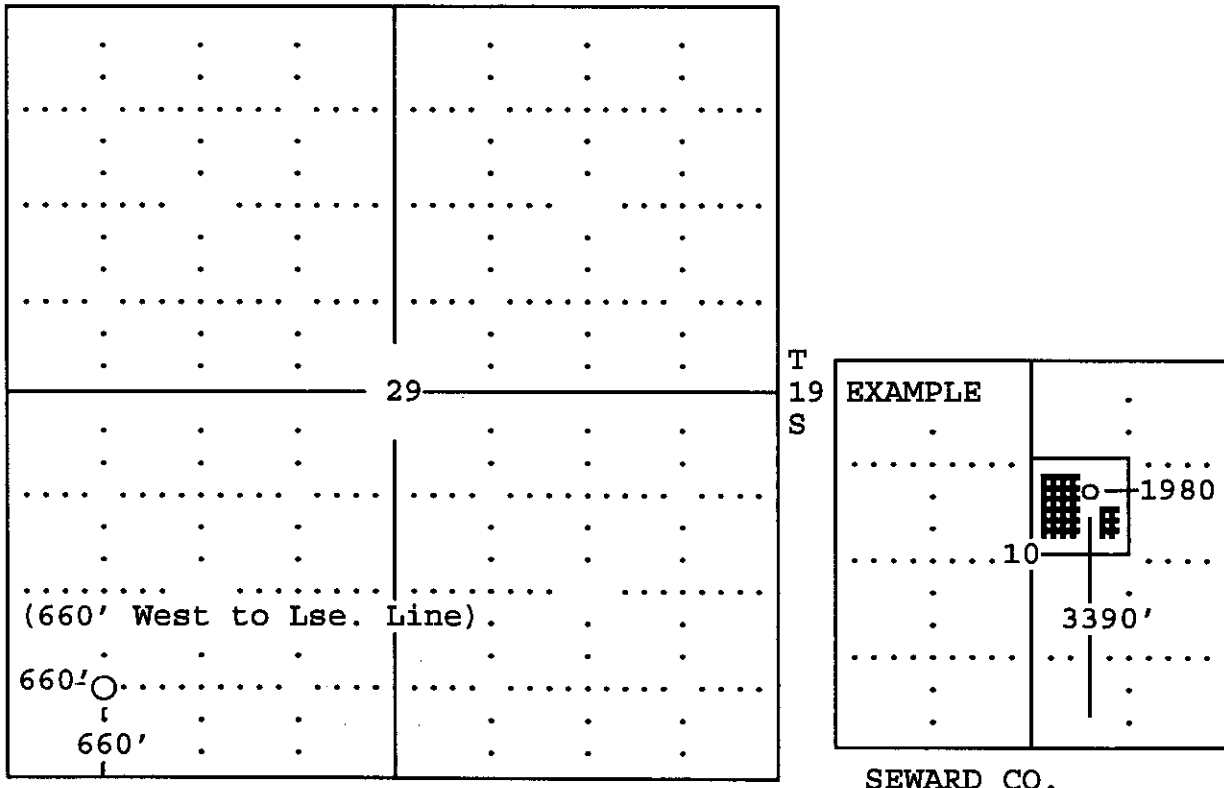 T
29
19
S
EXAMPLE
1980
10
3390'
(660' West to Lse. Line)
660'
660'
SEWARD CO.